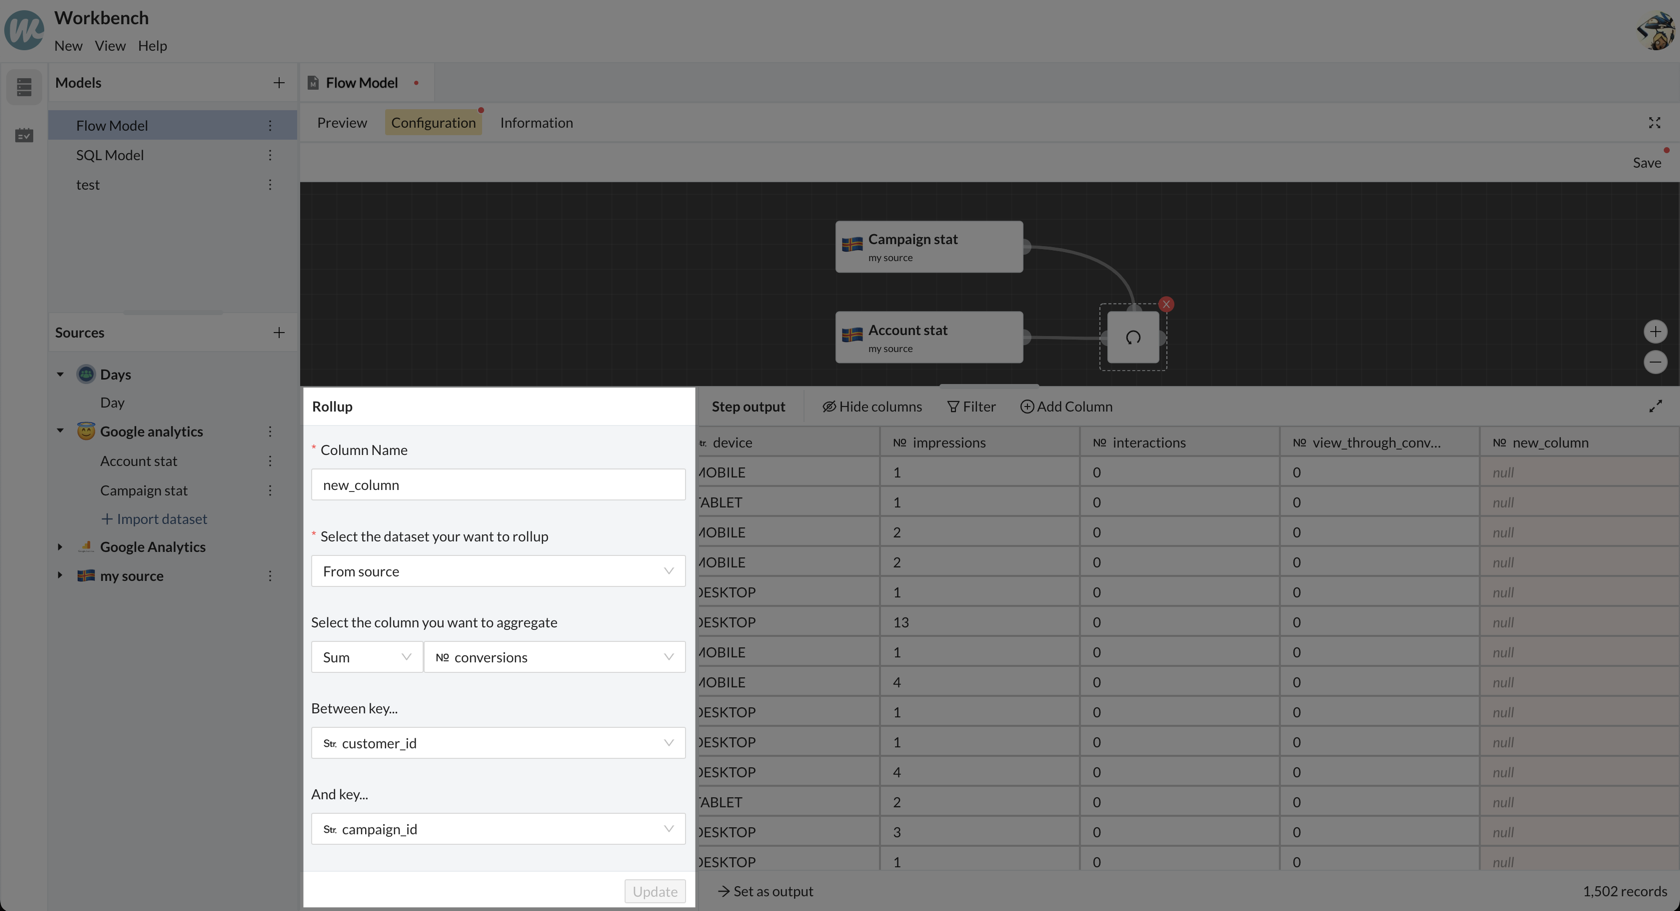 Workbench
New View Help
Models +
Flow Model
SQL Model
test
Sources +
Days
Day
Google analytics
Account stat
Campaign stat
+ Import dataset
Google Analytics
my source
Flow Model
Preview Configuration Information
Save
Campaign stat
my source
Account stat
my source
Rollup
* Column Name
new_column
* Select the dataset your want to rollup
From source
Select the column you want to aggregate
Sum Nº conversions
Between key...
Str. customer_id
And key...
Str. campaign_id
Update
Step output Hide columns Filter Add Column
tr. device Nº impressions Nº interactions Nº view_through_conv... Nº new_column
MOBILE 1 0 0 null
TABLET 1 0 0 null
MOBILE 2 0 0 null
MOBILE 2 0 0 null
DESKTOP 1 0 0 null
DESKTOP 13 0 0 null
MOBILE 1 0 0 null
MOBILE 4 0 0 null
DESKTOP 1 0 0 null
DESKTOP 1 0 0 null
DESKTOP 4 0 0 null
TABLET 2 0 0 null
DESKTOP 3 0 0 null
DESKTOP 1 0 0 null
→ Set as output 1,502 records